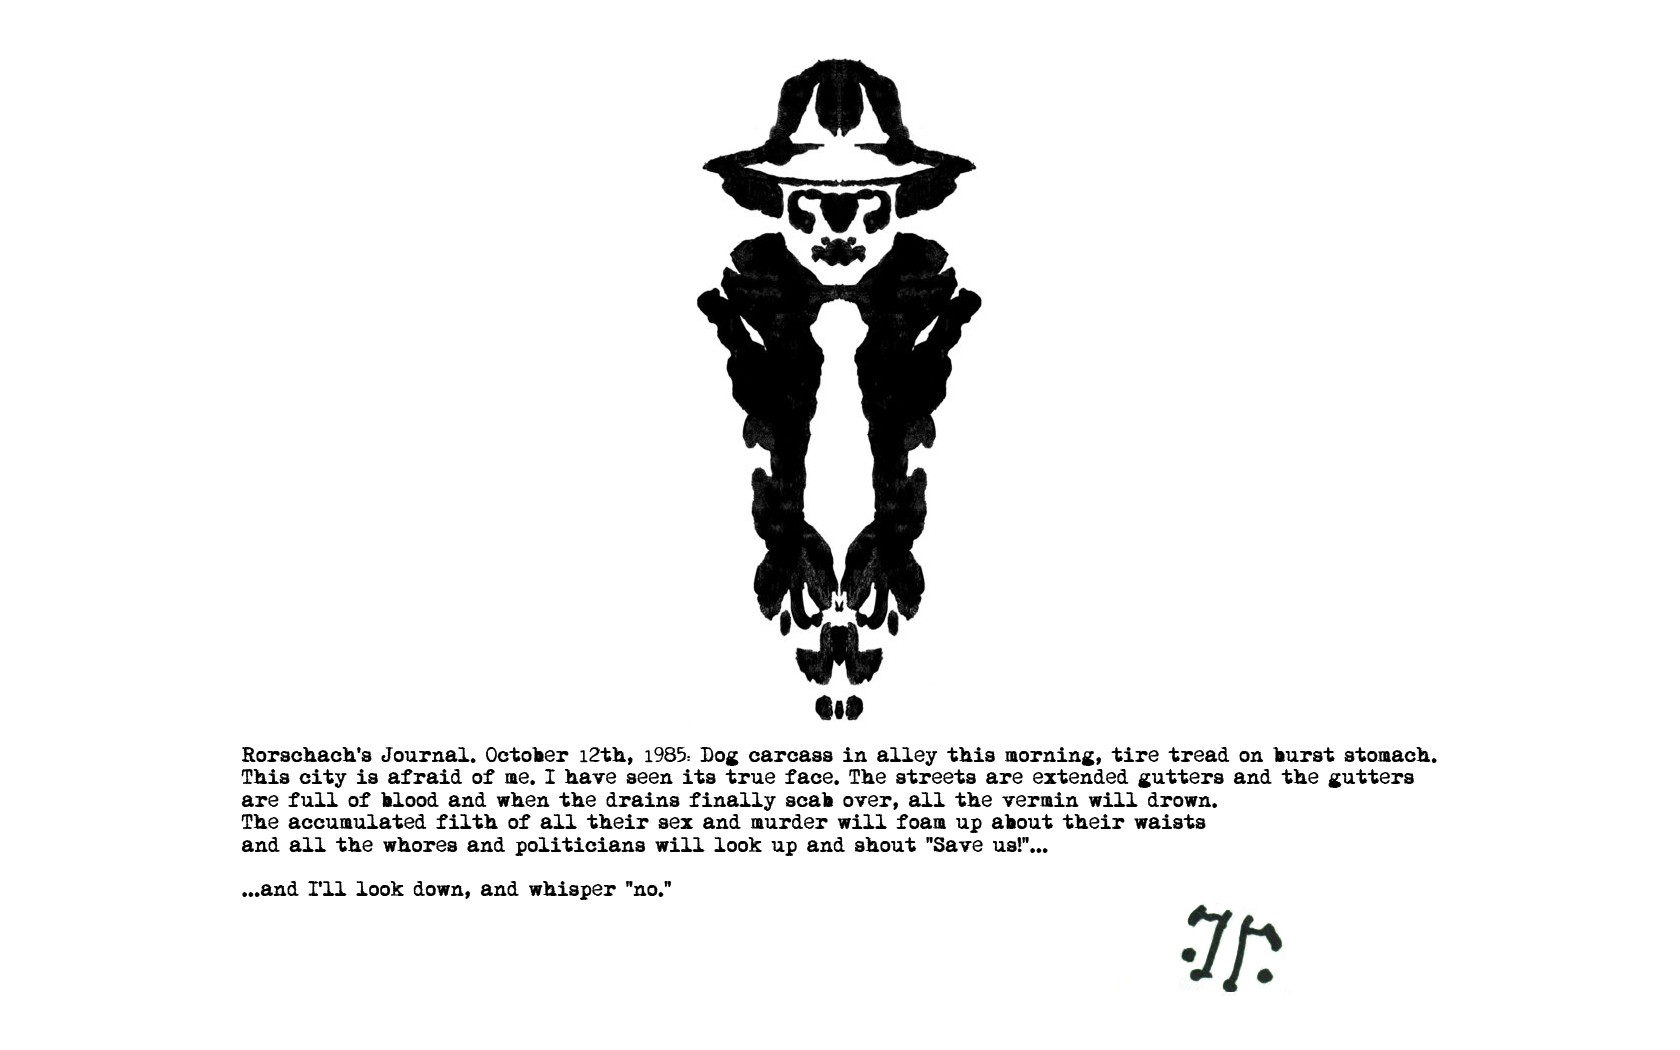 Rorschach's Journal. October 12th, 1985: Dog carcass in alley this morning, tire tread on burst stomach.
This city is afraid of me. I have seen its true face. The streets are extended gutters and the gutters
are full of blood and when the drains finally scab over, all the vermin will drown.
The accumulated filth of all their sex and murder will foam up about their waists
and all the whores and politicians will look up and shout "Save us!"...
...and I'll look down, and whisper "no."